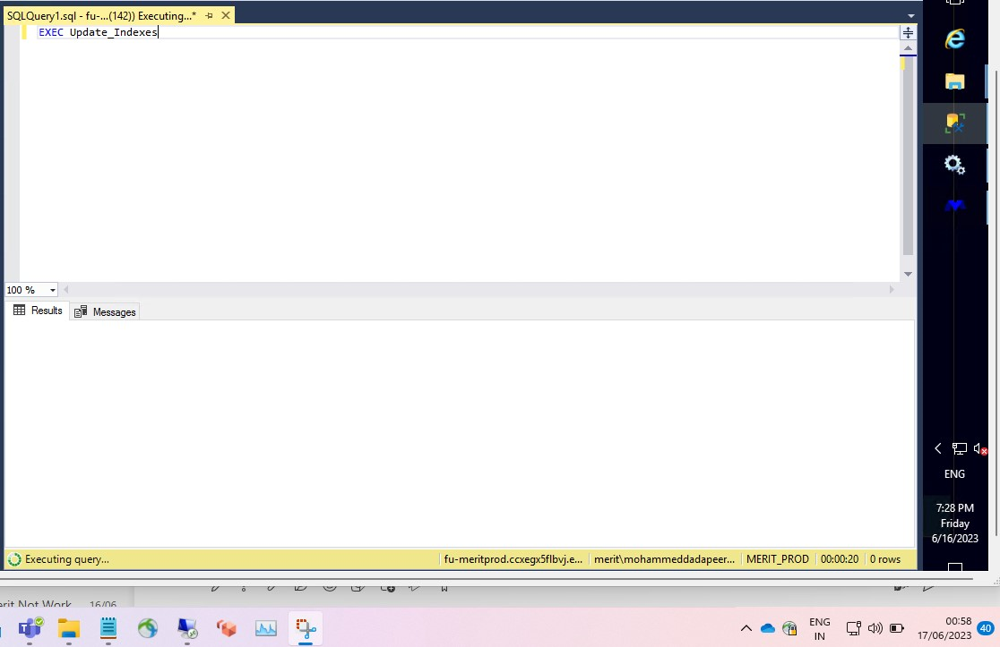 SQLQuery1.sql - fu-...(142)) Executing...*
EXEC Update_Indexes
100 %
Results
Messages
Executing query...
fu-meritprod.ccxegx5flbvj.e...
merit\mohammeddadapeer...
MERIT_PROD
00:00:20
0 rows
ENG
7:28 PM
Friday
6/16/2023
erit Not Work
16/06
ENG
IN
00:58
17/06/2023
40